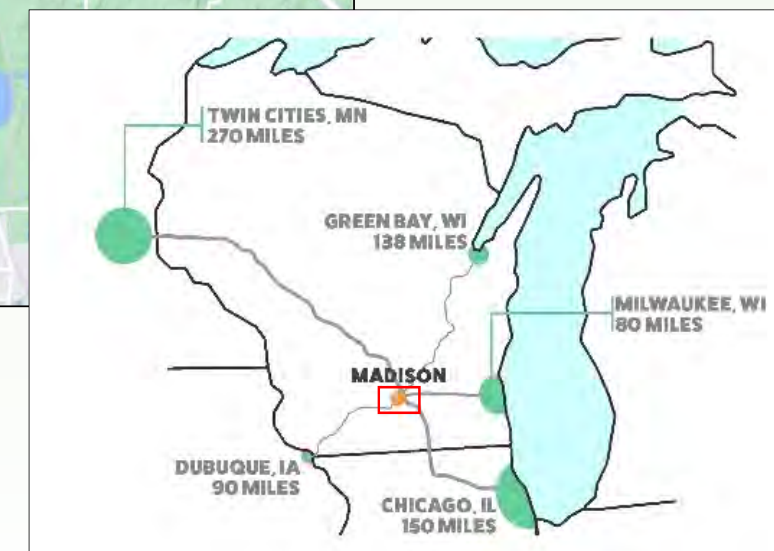 TWIN CITIES, MN
270 MILES
GREEN BAY, WI
138 MILES
MILWAUKEE, WI
80 MILES
MADISON
DUBUQUE, IA
90 MILES
CHICAGO, IL
150 MILES